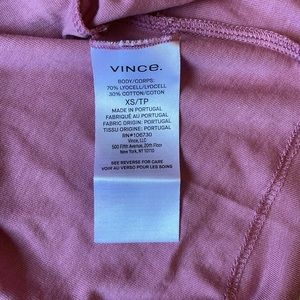 VINCE.
BODY/CORPS:
70% LYOCELL/LYOCELL
30% COTTON/COTON
XS/TP
MADE IN PORTUGAL
FABRIQUÉ AU PORTUGAL
FABRIC ORIGIN: PORTUGAL
TISSU ORIGINE: PORTUGAL
RN#106730
Vince, LLC
500 Fifth Avenue, 20th Floor
New York, NY 10110
SEE REVERSE FOR CARE
VOIR AU VERSO POUR LES SOINS